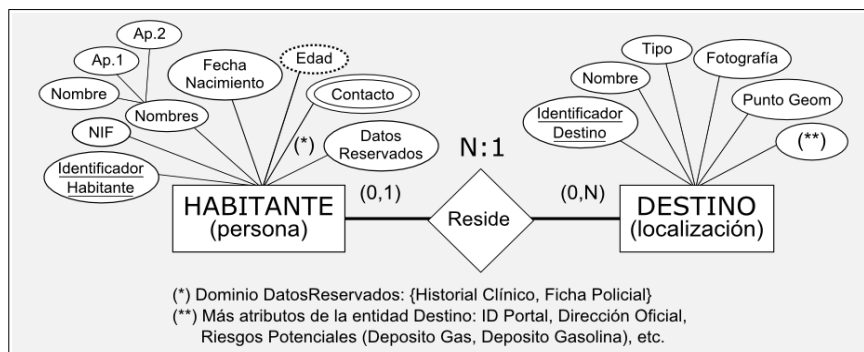 Ap.2
Ap.1
Nombre
Nombres
NIF
Identificador
Habitante
Fecha
Nacimiento
Edad
Contacto
(*)
Datos
Reservados
HABITANTE
(persona)
(0,1)
N:1
Reside
(0,N)
Tipo
Nombre
Identificador
Destino
Fotografía
Punto Geom
(**)
DESTINO
(localización)
(*) Dominio DatosReservados: {Historial Clínico, Ficha Policial}
(**) Más atributos de la entidad Destino: ID Portal, Dirección Oficial,
Riesgos Potenciales (Deposito Gas, Deposito Gasolina), etc.